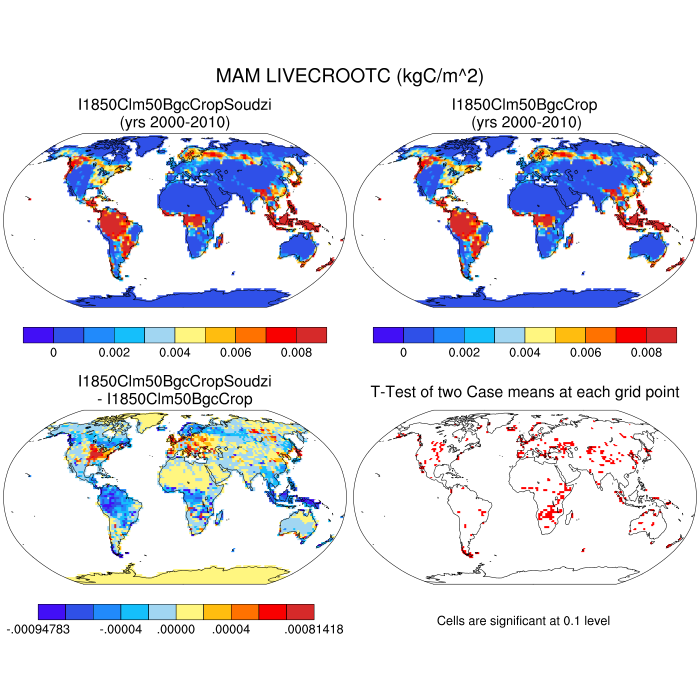 MAM LIVECROOTC (kgC/m^2)
I1850Clm50BgcCropSoudzi
(yrs 2000-2010)
I1850Clm50BgcCrop
(yrs 2000-2010)
0 0.002 0.004 0.006 0.008
0 0.002 0.004 0.006 0.008
I1850Clm50BgcCropSoudzi
- I1850Clm50BgcCrop
T-Test of two Case means at each grid point
-.00094783 -.00004 .00000 .00004 .00081418
Cells are significant at 0.1 level